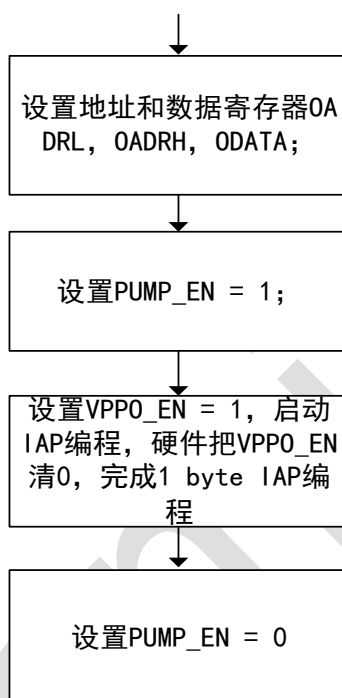 设置地址和数据寄存器OA
DRL, OADRH, ODATA；
设置PUMP_EN = 1；
设置VPPO_EN = 1，启动
IAP编程，硬件把VPPO_EN
清0，完成1 byte IAP编
程
设置PUMP_EN = 0